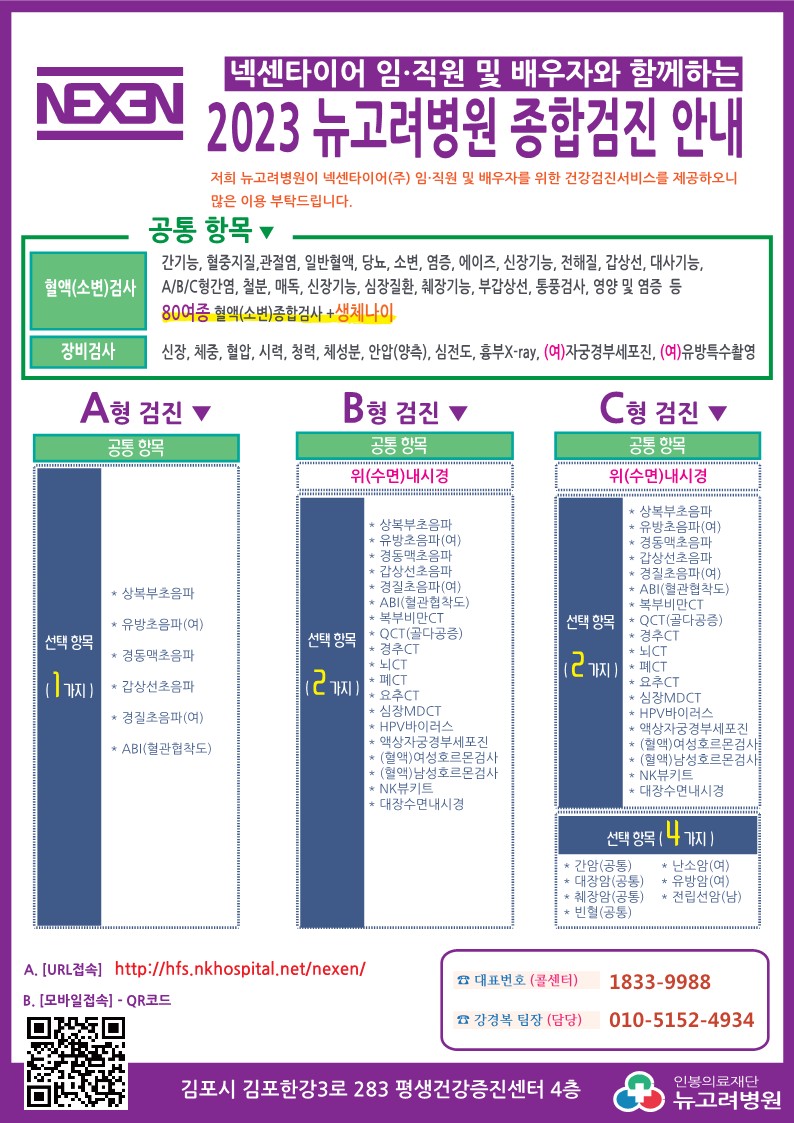 NEXEN
넥센타이어 임·직원 및 배우자와 함께하는
2023 뉴고려병원 종합검진 안내
저희 뉴고려병원이 넥센타이어(주) 임·직원 및 배우자를 위한 건강검진서비스를 제공하오니
많은 이용 부탁드립니다.
공통 항목 ▼
혈액(소변)검사
간기능, 혈중지질,관절염, 일반혈액, 당뇨, 소변, 염증, 에이즈, 신장기능, 전해질, 갑상선, 대사기능,
A/B/C형간염, 철분, 매독, 신장기능, 심장질환, 췌장기능, 부갑상선, 통풍검사, 영양 및 염증 등
80여종 혈액(소변)종합검사 +생체나이
장비검사
신장, 체중, 혈압, 시력, 청력, 체성분, 안압(양측), 심전도, 흉부X-ray, (여)자궁경부세포진, (여)유방특수촬영
A형 검진 ▼
공통 항목
선택 항목
( 1 가지 )
* 상복부초음파
* 유방초음파(여)
* 경동맥초음파
* 갑상선초음파
* 경질초음파(여)
* ABI(혈관협착도)
B형 검진 ▼
공통 항목
위(수면)내시경
선택 항목
( 2 가지 )
* 상복부초음파
* 유방초음파(여)
* 경동맥초음파
* 갑상선초음파
* 경질초음파(여)
* ABI(혈관협착도)
* 복부비만CT
* QCT(골다공증)
* 경추CT
* 뇌CT
* 폐CT
* 요추CT
* 심장MDCT
* HPV바이러스
* 액상자궁경부세포진
* (혈액)여성호르몬검사
* (혈액)남성호르몬검사
* NK뷰키트
* 대장수면내시경
C형 검진 ▼
공통 항목
위(수면)내시경
선택 항목
( 2 가지 )
* 상복부초음파
* 유방초음파(여)
* 경동맥초음파
* 갑상선초음파
* 경질초음파(여)
* ABI(혈관협착도)
* 복부비만CT
* QCT(골다공증)
* 경추CT
* 뇌CT
* 폐CT
* 요추CT
* 심장MDCT
* HPV바이러스
* 액상자궁경부세포진
* (혈액)여성호르몬검사
* (혈액)남성호르몬검사
* NK뷰키트
* 대장수면내시경
선택 항목 ( 4 가지 )
* 간암(공통) * 난소암(여)
* 대장암(공통) * 유방암(여)
* 췌장암(공통) * 전립선암(남)
* 빈혈(공통)
A. [URL접속] http://hfs.nkhospital.net/nexen/
B. [모바일접속] - QR코드
☎ 대표번호 (콜센터) 1833-9988
☎ 강경복 팀장 (담당) 010-5152-4934
김포시 김포한강3로 283 평생건강증진센터 4층
인봉의료재단
뉴고려병원